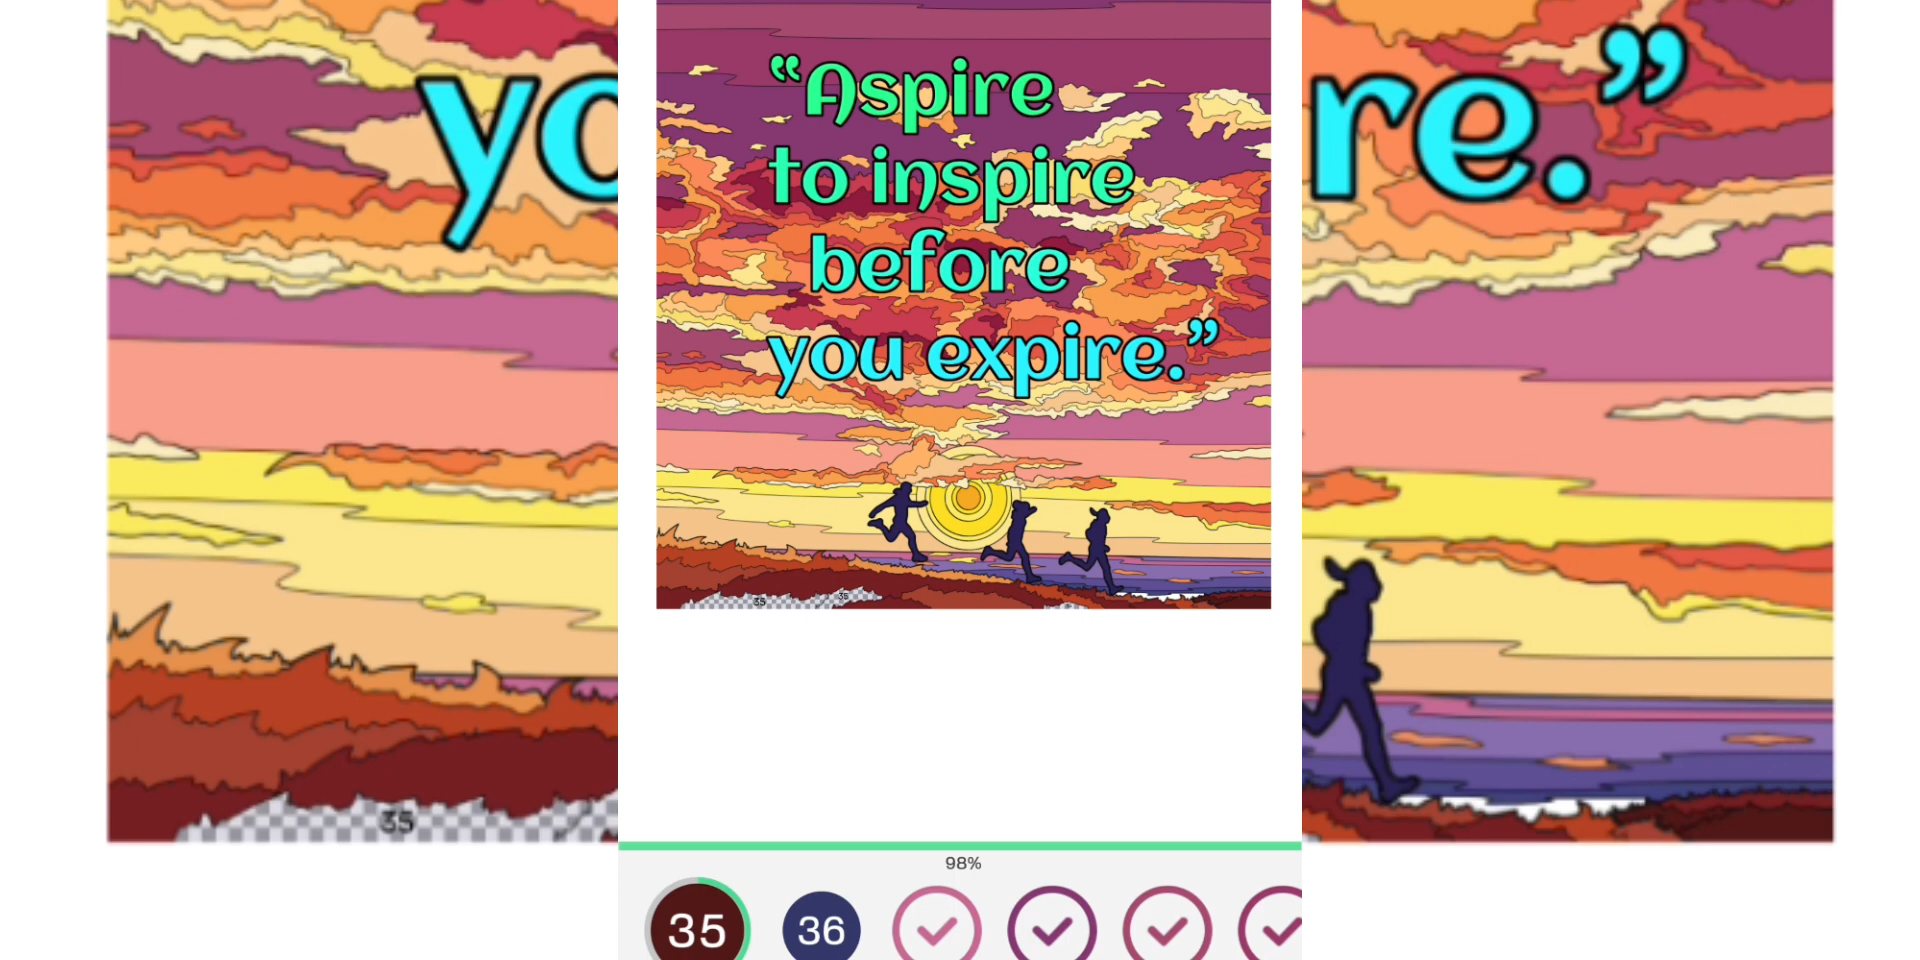 “Aspire
to inspire
before
you expire.”
35
35
98%
35
36
yo
35
re.”